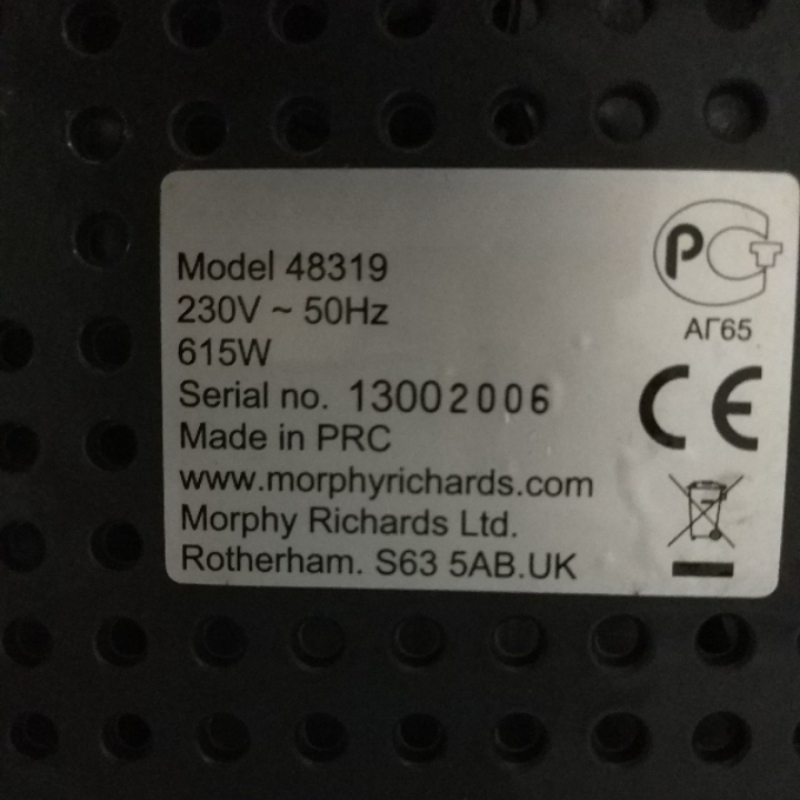 Model 48319
230V ~ 50Hz
615W
Serial no. 13002006
Made in PRC
www.morphyrichards.com
Morphy Richards Ltd.
Rotherham. S63 5AB.UK
РСТ
АГ65
CE